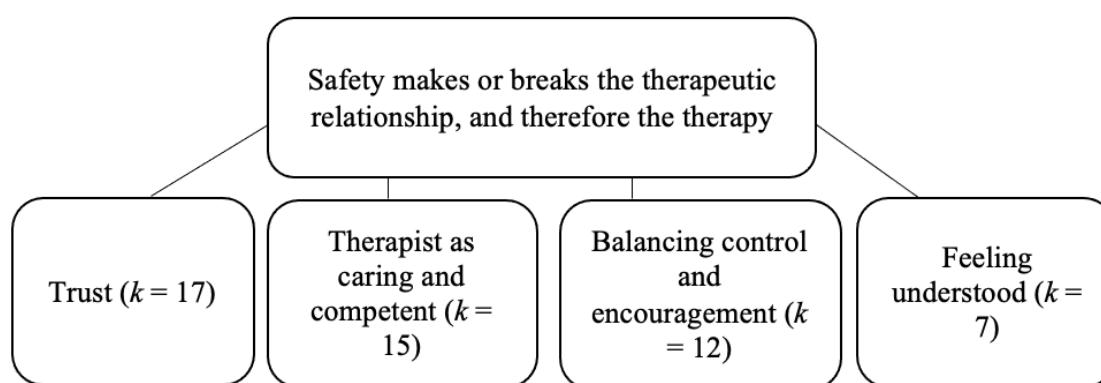 Safety makes or breaks the therapeutic
relationship, and therefore the therapy
Trust (k = 17)
Therapist as
caring and
competent (k =
15)
Balancing control
and
encouragement (k
= 12)
Feeling
understood (k =
7)